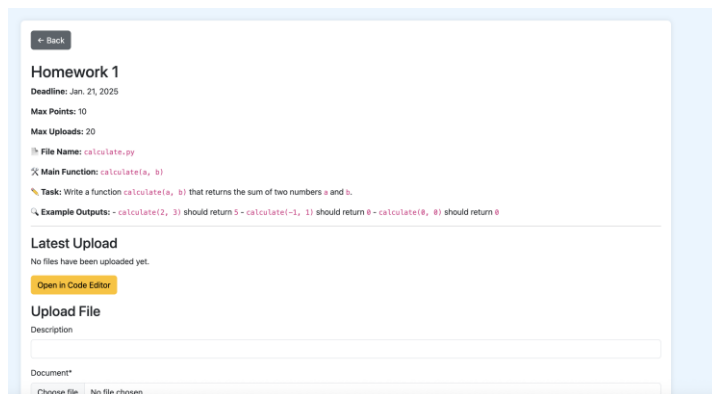 ← Back
Homework 1
Deadline: Jan. 21, 2025
Max Points: 10
Max Uploads: 20
File Name: calculate.py
Main Function: calculate(a, b)
Task: Write a function calculate(a, b) that returns the sum of two numbers a and b.
Example Outputs: - calculate(2, 3) should return 5 - calculate(-1, 1) should return 0 - calculate(0, 0) should return 0
Latest Upload
No files have been uploaded yet.
Open in Code Editor
Upload File
Description
Document*
Choose file No file chosen